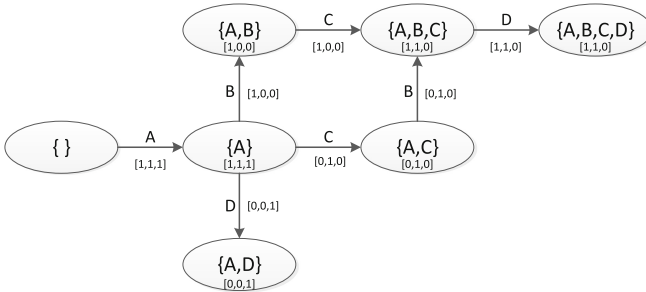 {A,B}
[1,0,0]
C
[1,0,0]
{A,B,C}
[1,1,0]
D
[1,1,0]
{A,B,C,D}
[1,1,0]
B
[1,0,0]
B
[0,1,0]
{ }
A
[1,1,1]
{A}
[1,1,1]
C
[0,1,0]
{A,C}
[0,1,0]
D
[0,0,1]
{A,D}
[0,0,1]